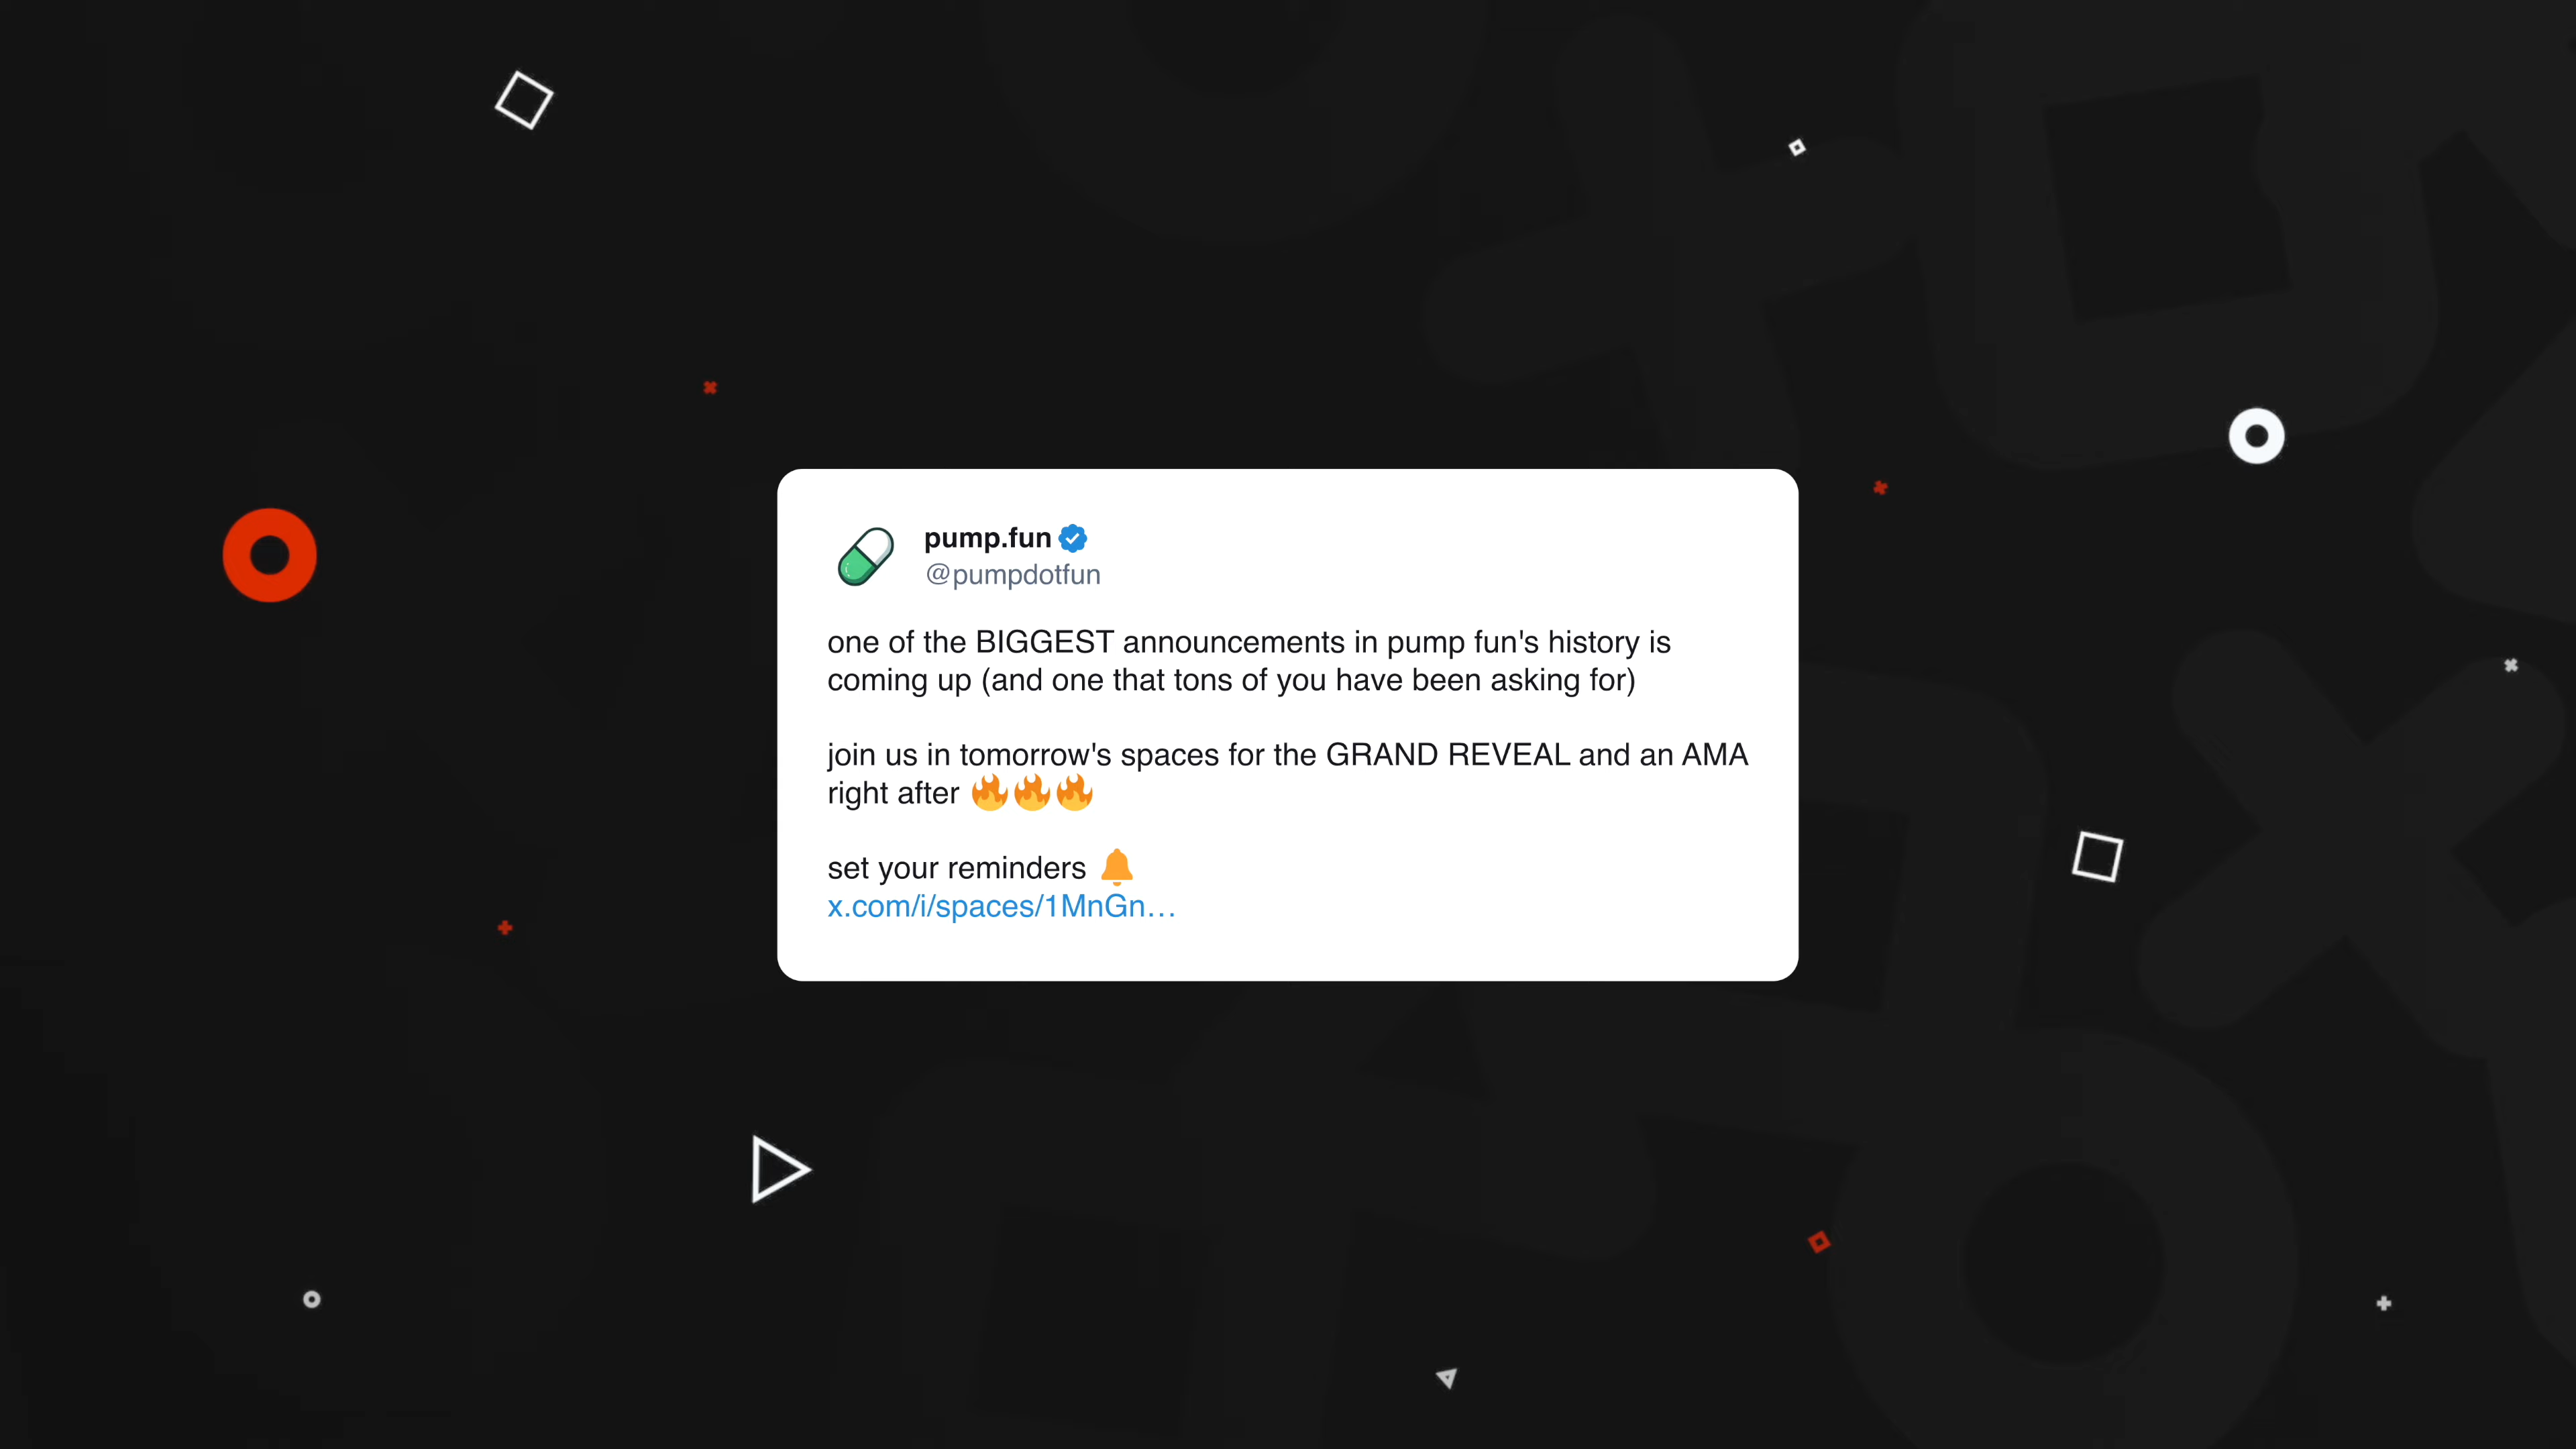 pump.fun
@pumpdotfun
one of the BIGGEST announcements in pump fun's history is
coming up (and one that tons of you have been asking for)
join us in tomorrow's spaces for the GRAND REVEAL and an AMA
right after 🔥🔥🔥
set your reminders 🔔
x.com/i/spaces/1MnGn…